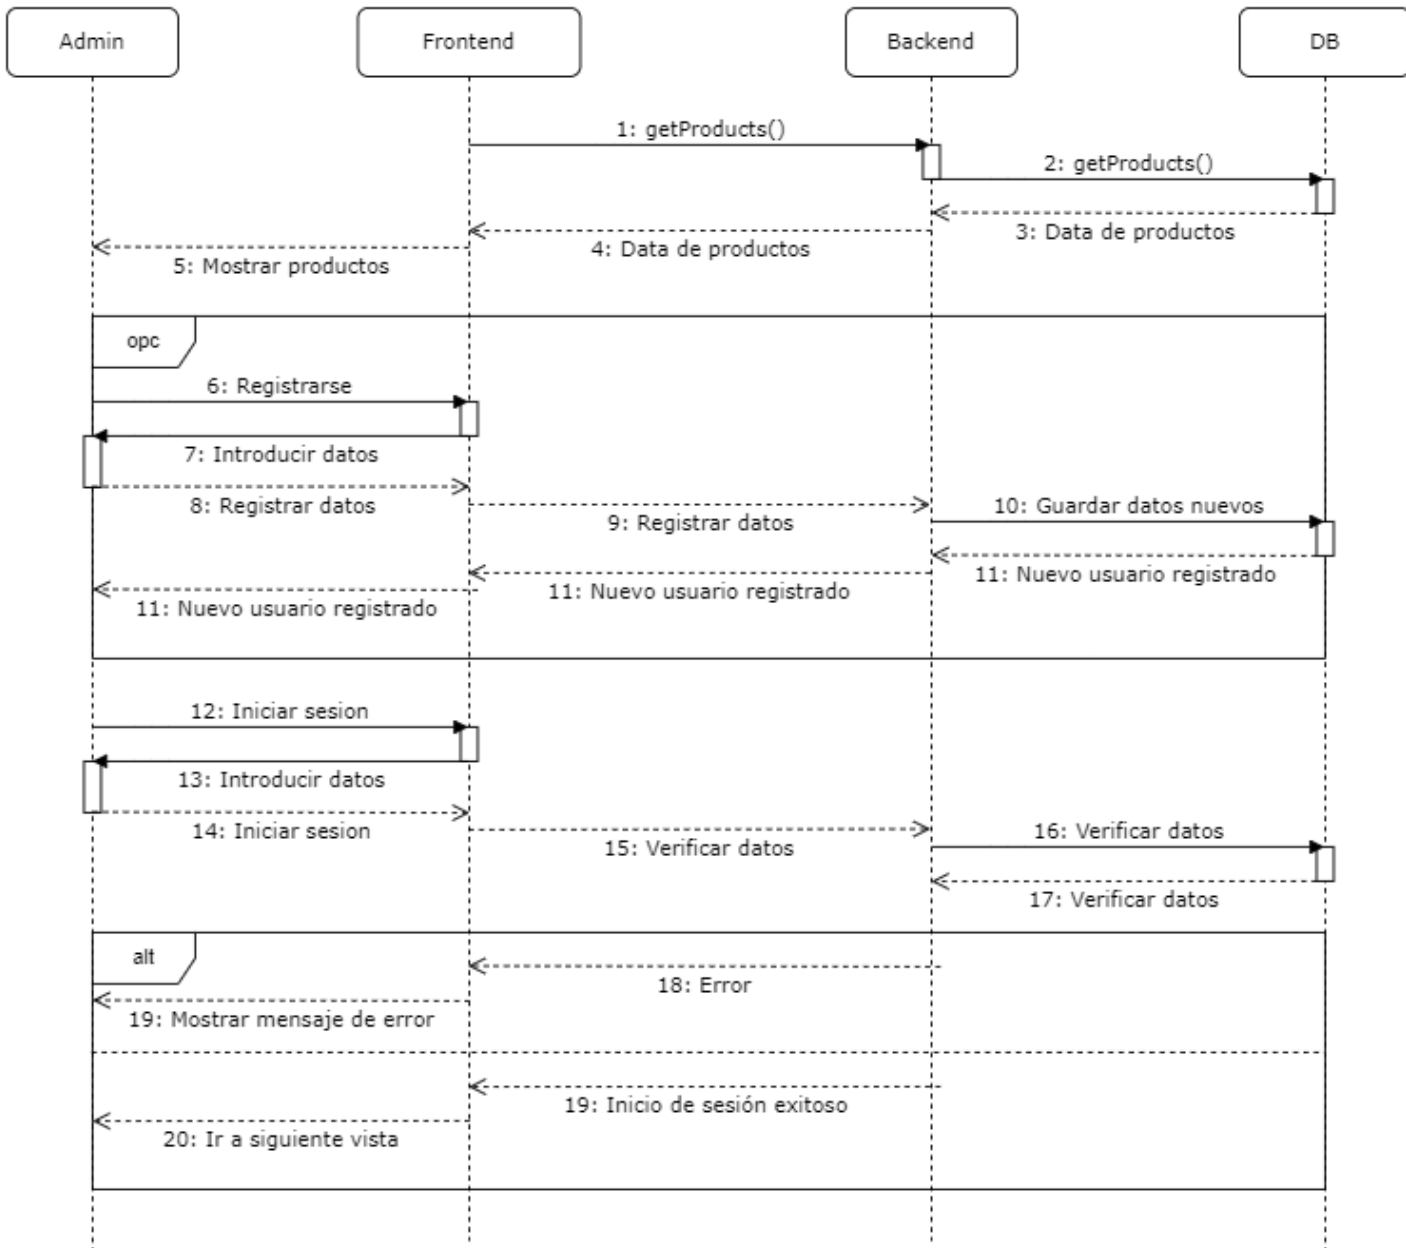 Admin
Frontend
Backend
DB
1: getProducts()
2: getProducts()
3: Data de productos
4: Data de productos
5: Mostrar productos
opc
6: Registrarse
7: Introducir datos
8: Registrar datos
9: Registrar datos
10: Guardar datos nuevos
11: Nuevo usuario registrado
11: Nuevo usuario registrado
11: Nuevo usuario registrado
12: Iniciar sesion
13: Introducir datos
14: Iniciar sesion
15: Verificar datos
16: Verificar datos
17: Verificar datos
alt
18: Error
19: Mostrar mensaje de error
19: Inicio de sesión exitoso
20: Ir a siguiente vista